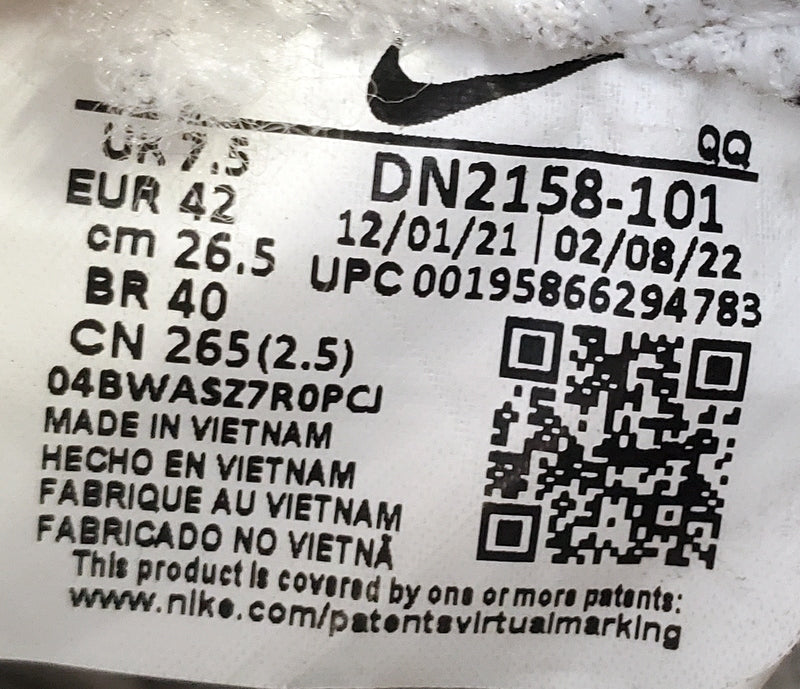 UK 7.5
EUR 42
cm 26.5
BR 40
CN 265(2.5)
QQ
DN2158-101
12/01/21 | 02/08/22
UPC 00195866294783
04BWASZ7R0PCJ
MADE IN VIETNAM
HECHO EN VIETNAM
FABRIQUE AU VIETNAM
FABRICADO NO VIETNÃ
This product is covered by one or more patents:
www.nike.com/patentsvirtualmarking